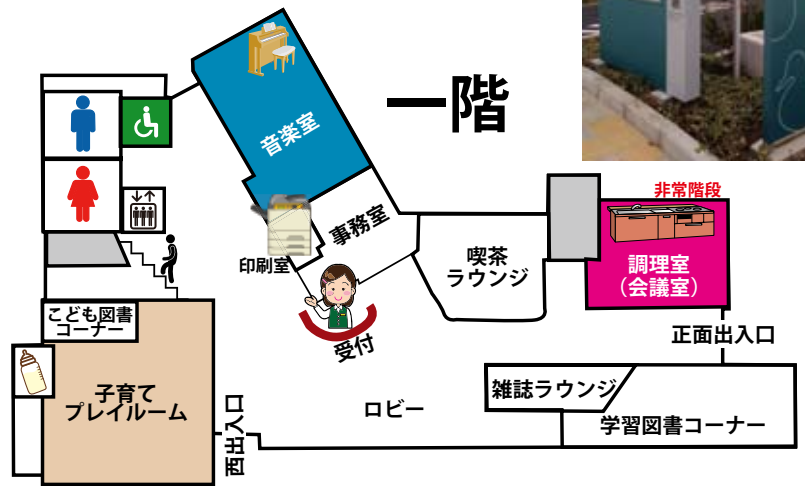 一階
音楽室
非常階段
事務室
印刷室
喫茶
ラウンジ
調理室
（会議室）
こども図書
コーナー
受付
正面出入口
子育て
プレイルーム
雑誌ラウンジ
ロビー
学習図書コーナー
西出入口